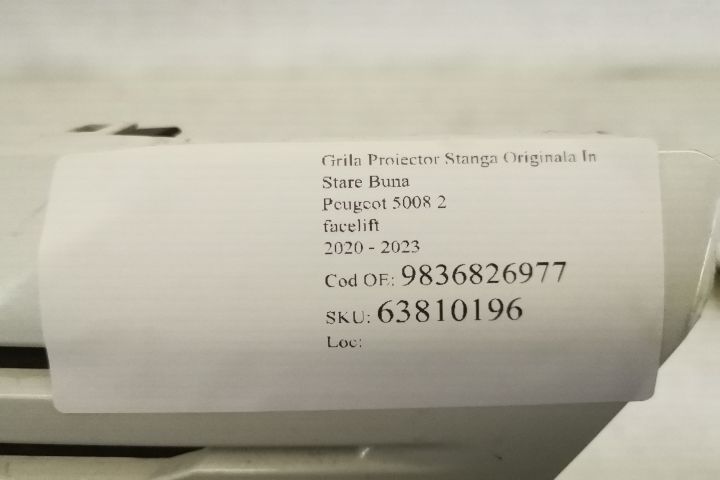 Grila Proiector Stanga Originala In
Stare Buna
Peugeot 5008 2
facelift
2020 - 2023
Cod OE: 9836826977
SKU: 63810196
Loc: